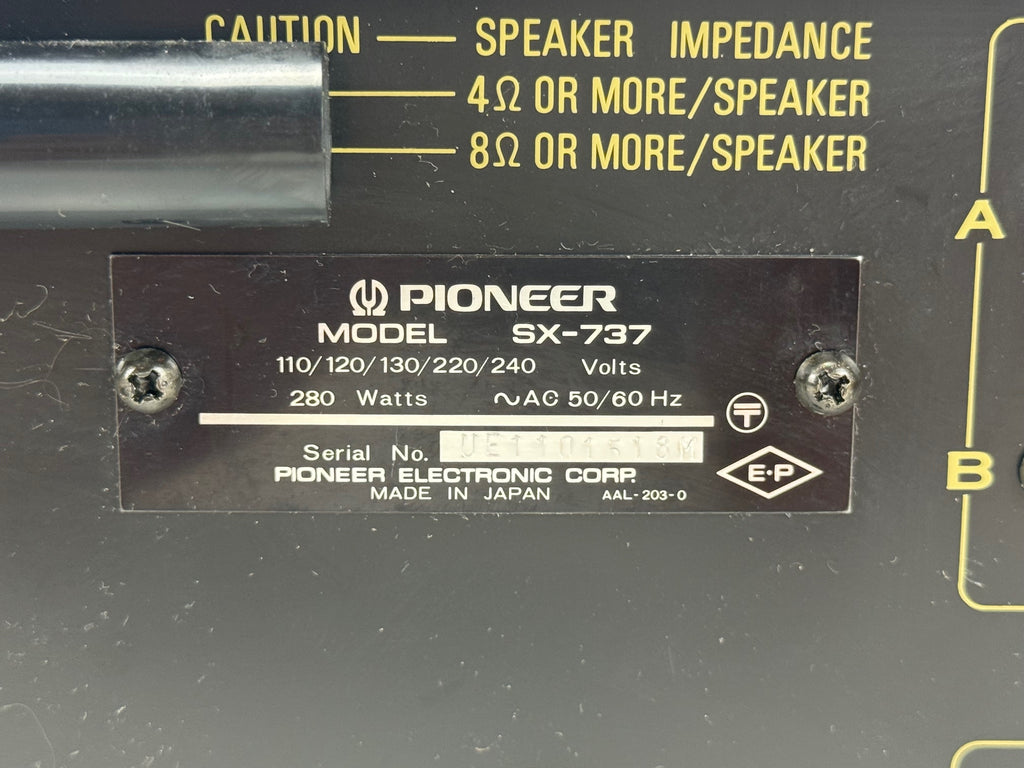 CAUTION — SPEAKER IMPEDANCE
4Ω OR MORE/SPEAKER
8Ω OR MORE/SPEAKER
A
PIONEER
MODEL SX-737
110/120/130/220/240 Volts
280 Watts ~AC 50/60 Hz
Serial No.
PIONEER ELECTRONIC CORP.
MADE IN JAPAN AAL-203-0
E·P
B